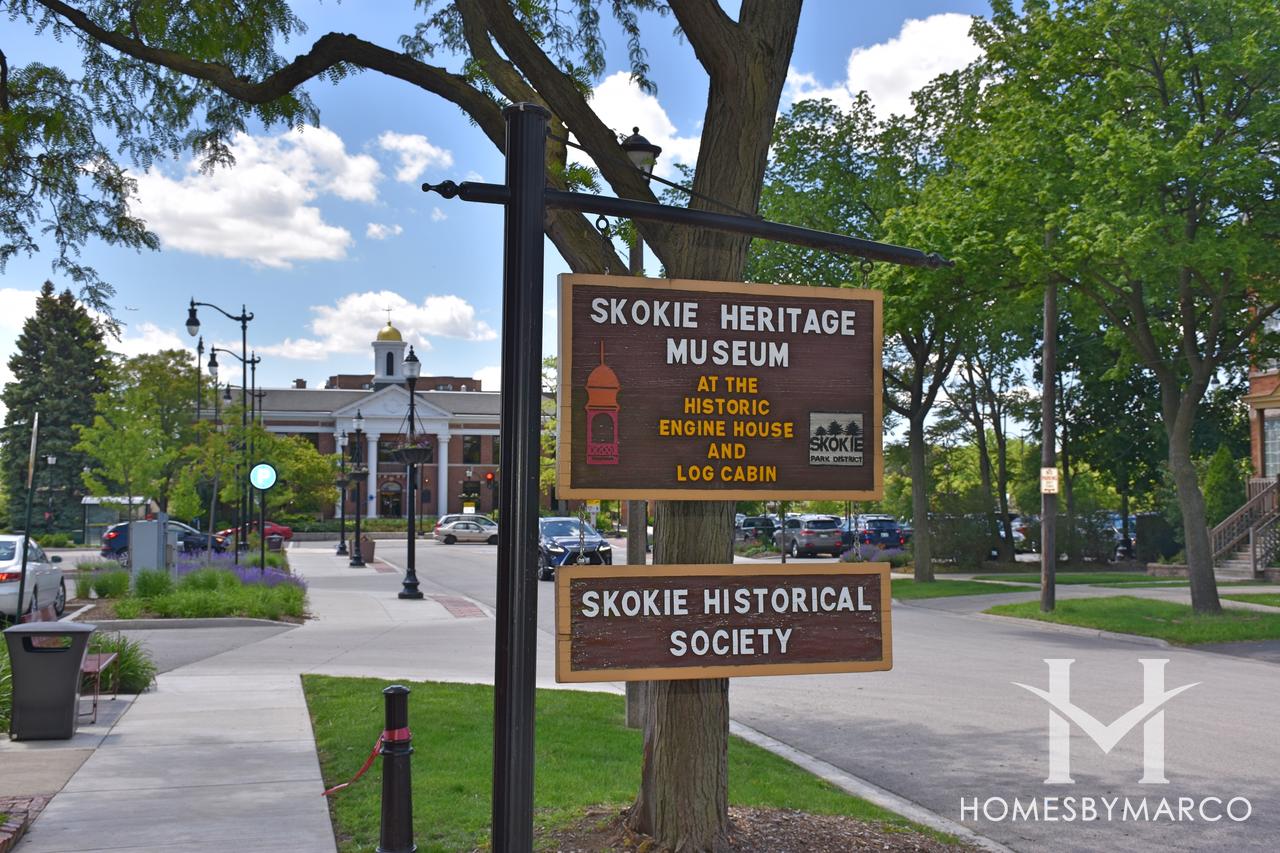 SKOKIE HERITAGE
MUSEUM
AT THE
HISTORIC
ENGINE HOUSE
AND
LOG CABIN
SKOKIE
PARK DISTRICT
SKOKIE HISTORICAL
SOCIETY
P
HOMESBYMARCO